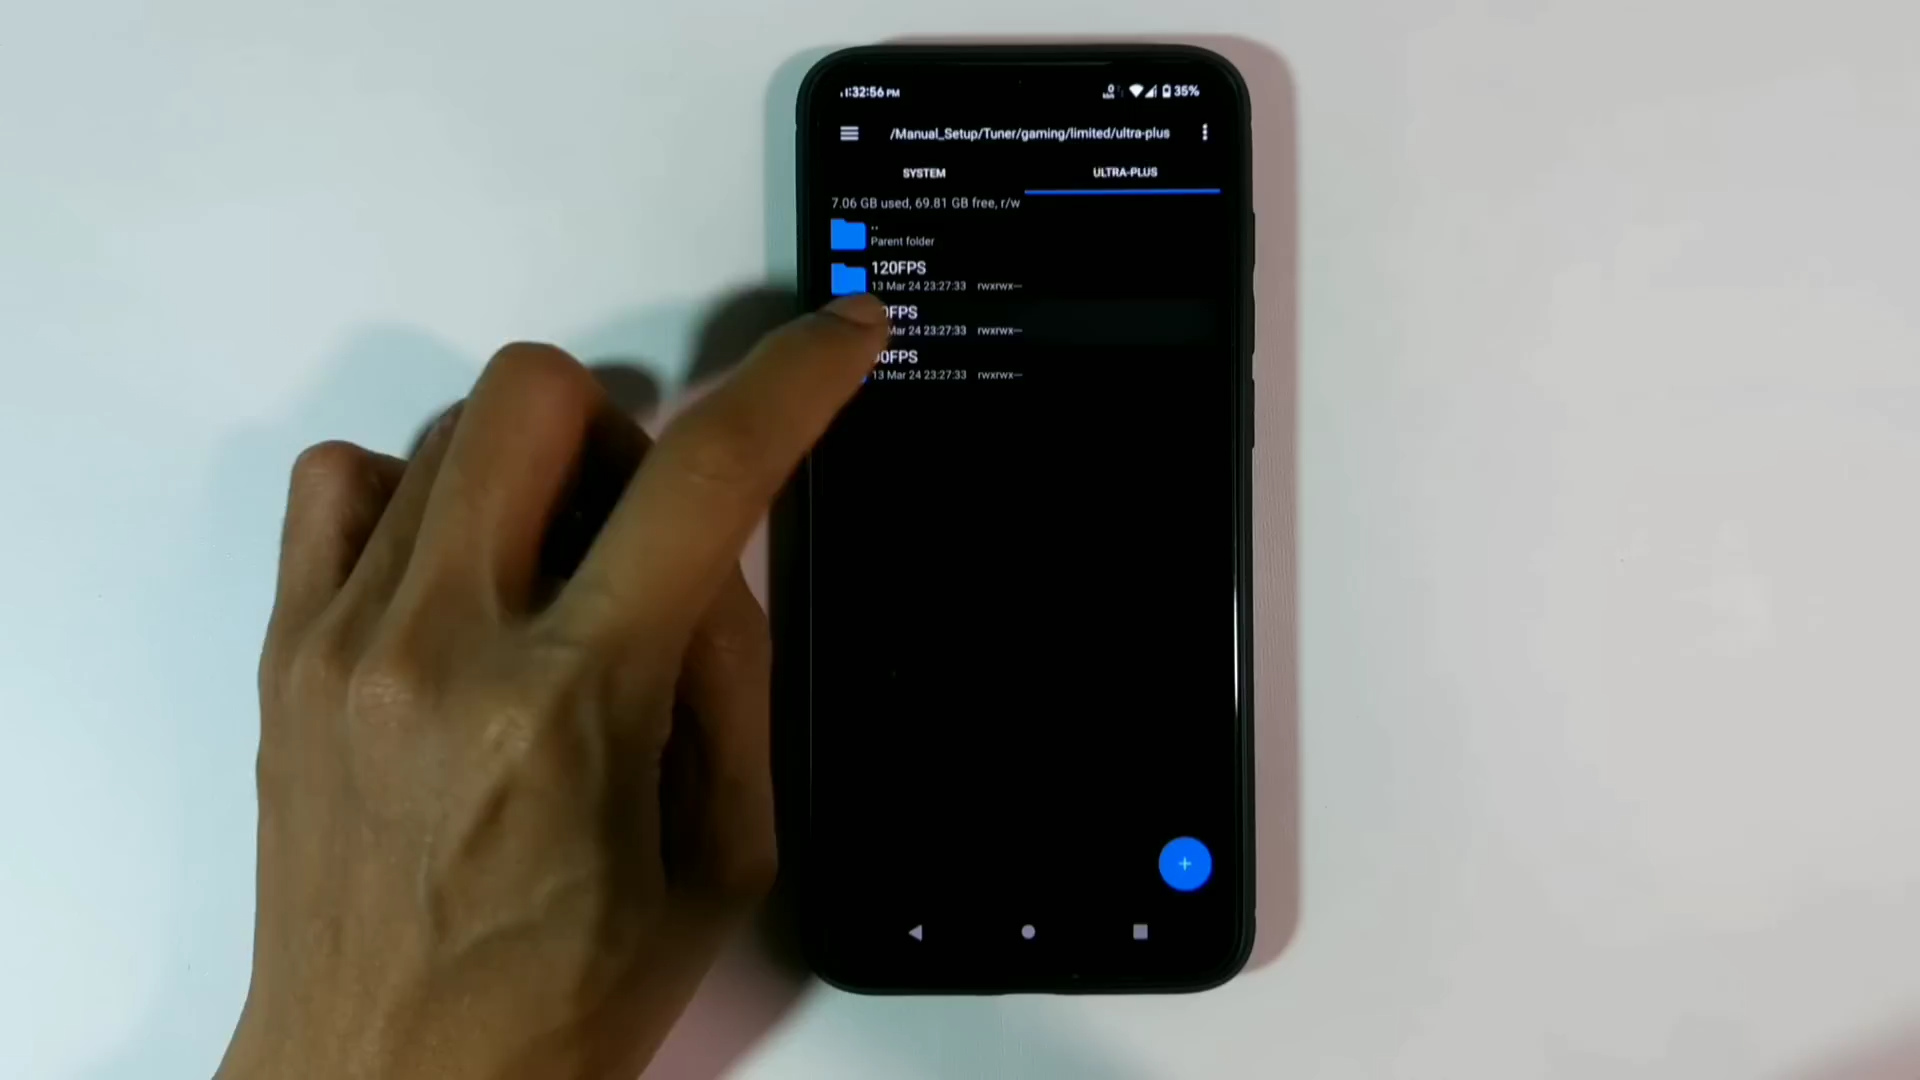 1:32:56 PM
35%
/Manual_Setup/Tuner/gaming/limited/ultra-plus
SYSTEM
ULTRA-PLUS
7.06 GB used, 69.81 GB free, r/w
..
Parent folder
120FPS
13 Mar 24 23:27:33 rwxrwx---
0FPS
Mar 24 23:27:33 rwxrwx---
90FPS
13 Mar 24 23:27:33 rwxrwx---